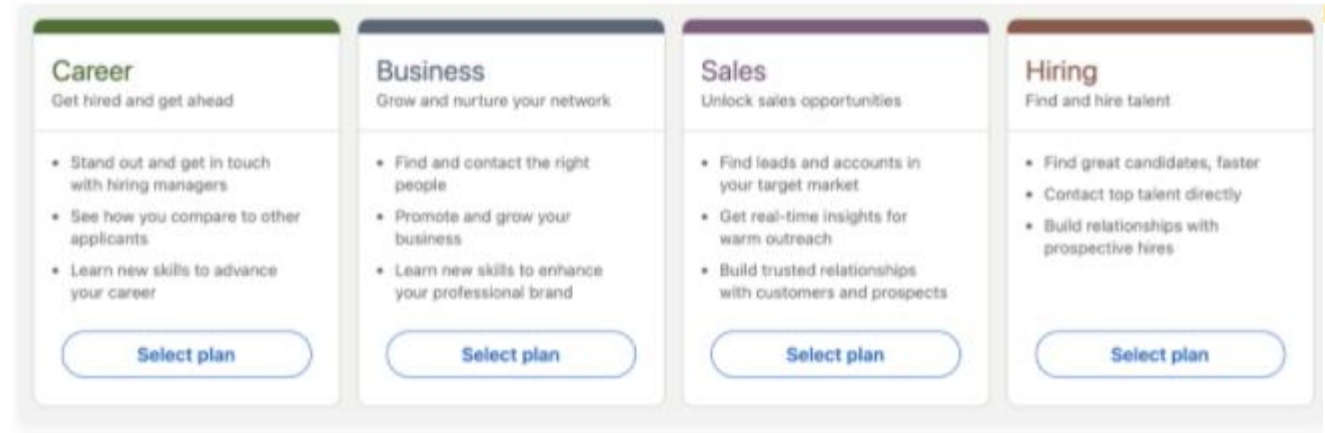 Career
Get hired and get ahead
• Stand out and get in touch
with hiring managers
• See how you compare to other
applicants
• Learn new skills to advance
your career
Select plan
Business
Grow and nurture your network
• Find and contact the right
people
• Promote and grow your
business
• Learn new skills to enhance
your professional brand
Select plan
Sales
Unlock sales opportunities
• Find leads and accounts in
your target market
• Get real-time insights for
warm outreach
• Build trusted relationships
with customers and prospects
Select plan
Hiring
Find and hire talent
• Find great candidates, faster
• Contact top talent directly
• Build relationships with
prospective hires
Select plan